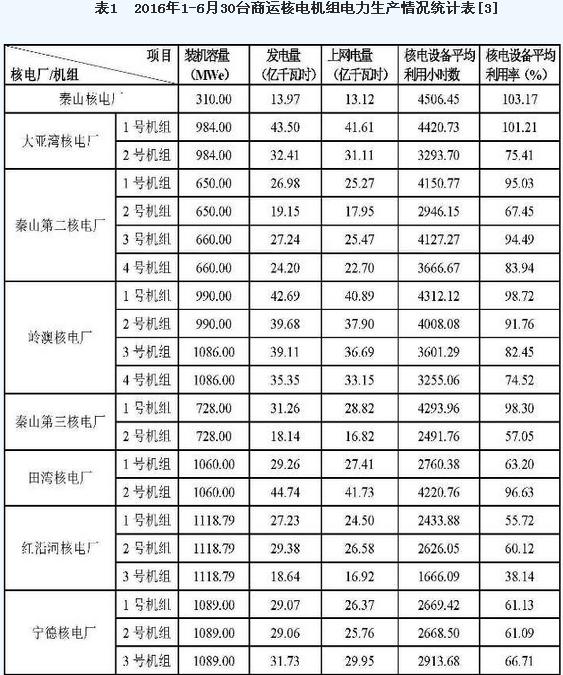 表1 2016年1-6月30台商运核电机组电力生产情况统计表[3]
项目 装机容量 发电量 上网电量 核电设备平均 核电设备平均
核电厂/机组 （MWe） （亿千瓦时） （亿千瓦时） 利用小时数 利用率（%）
秦山核电厂 310.00 13.97 13.12 4506.45 103.17
大亚湾核电厂 1号机组 984.00 43.50 41.61 4420.73 101.21
2号机组 984.00 32.41 31.11 3293.70 75.41
秦山第二核电厂 1号机组 650.00 26.98 25.27 4150.77 95.03
2号机组 650.00 19.15 17.95 2946.15 67.45
3号机组 660.00 27.24 25.47 4127.27 94.49
4号机组 660.00 24.20 22.70 3666.67 83.94
岭澳核电厂 1号机组 990.00 42.69 40.89 4312.12 98.72
2号机组 990.00 39.68 37.90 4008.08 91.76
3号机组 1086.00 39.11 36.69 3601.29 82.45
4号机组 1086.00 35.35 33.15 3255.06 74.52
秦山第三核电厂 1号机组 728.00 31.26 28.82 4293.96 98.30
2号机组 728.00 18.14 16.82 2491.76 57.05
田湾核电厂 1号机组 1060.00 29.26 27.41 2760.38 63.20
2号机组 1060.00 44.74 41.73 4220.76 96.63
红沿河核电厂 1号机组 1118.79 27.23 24.50 2433.88 55.72
2号机组 1118.79 29.38 26.58 2626.05 60.12
3号机组 1118.79 18.64 16.92 1666.09 38.14
宁德核电厂 1号机组 1089.00 29.07 26.37 2669.42 61.13
2号机组 1089.00 29.06 25.76 2668.50 61.09
3号机组 1089.00 31.73 29.95 2913.68 66.71